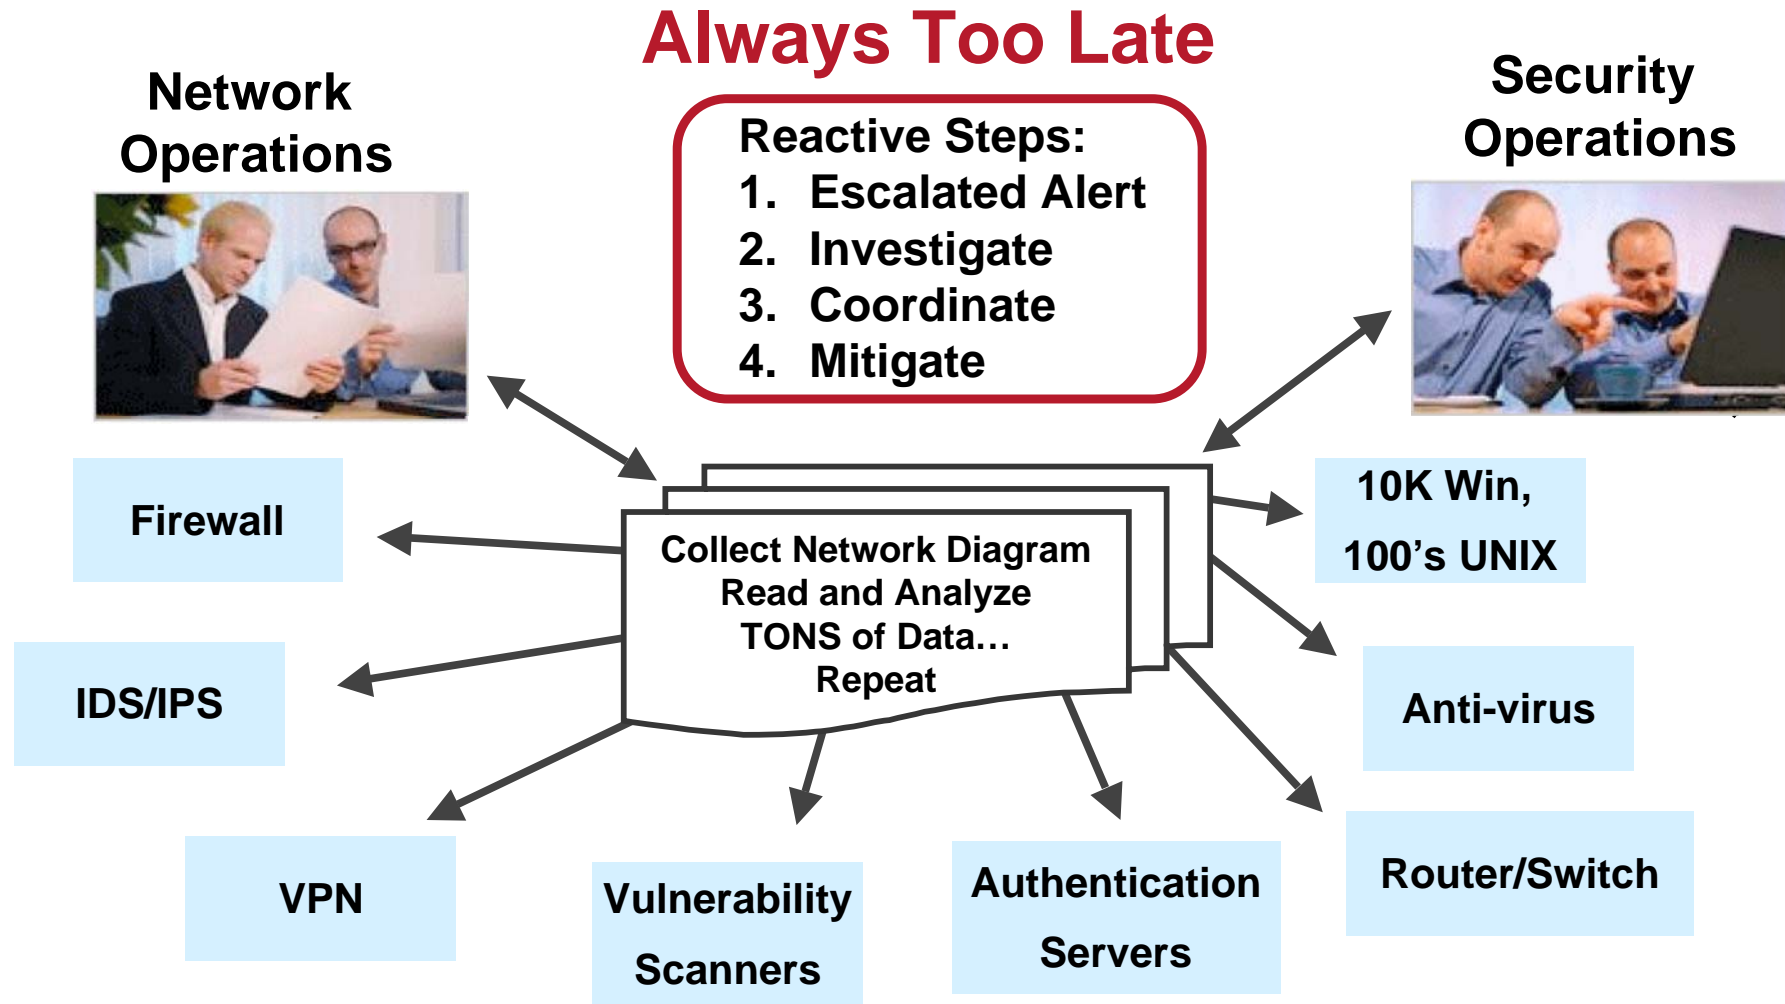 Always Too Late
Network
Operations
Security
Operations
Reactive Steps:
1. Escalated Alert
2. Investigate
3. Coordinate
4. Mitigate
Collect Network Diagram
Read and Analyze
TONS of Data…
Repeat
Firewall
IDS/IPS
VPN
Vulnerability
Scanners
Authentication
Servers
Router/Switch
Anti-virus
10K Win,
100’s UNIX